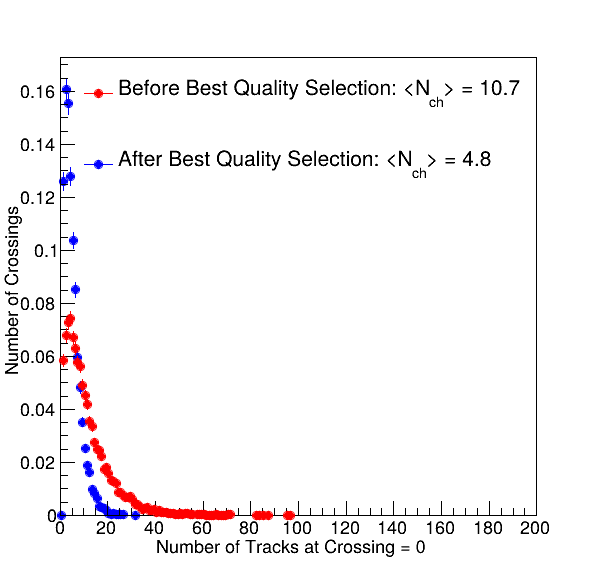 Before Best Quality Selection: <N_ch> = 10.7
After Best Quality Selection: <N_ch> = 4.8
Number of Crossings
0.16
0.14
0.12
0.1
0.08
0.06
0.04
0.02
0
0 20 40 60 80 100 120 140 160 180 200
Number of Tracks at Crossing = 0